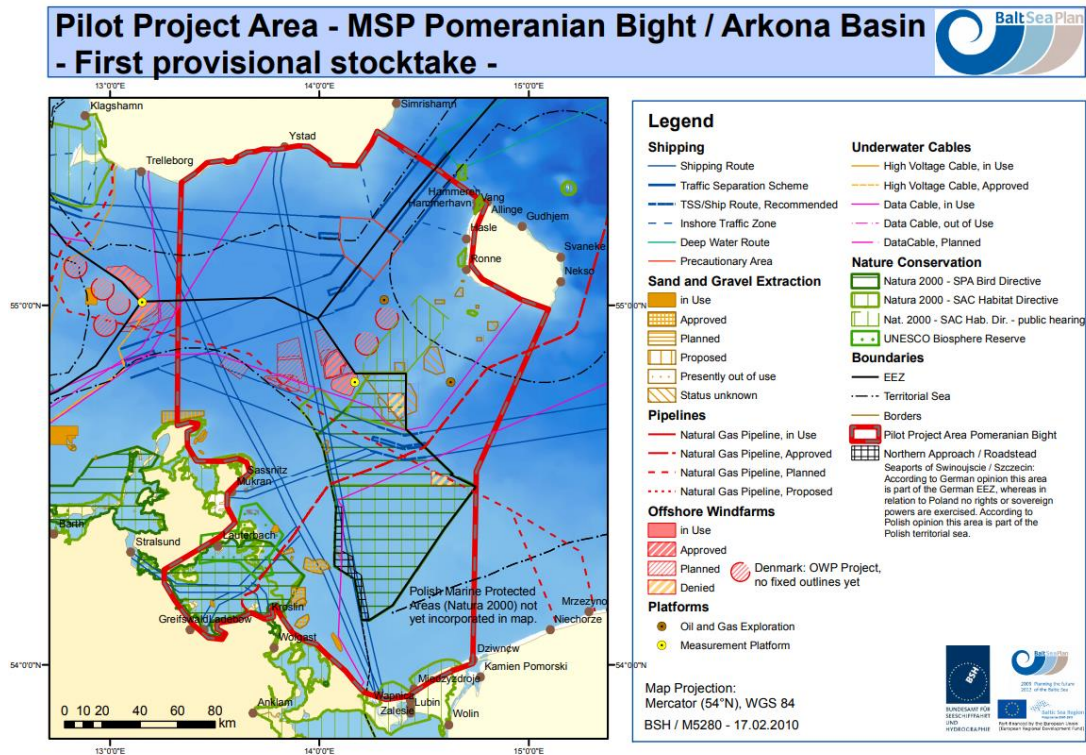 Pilot Project Area - MSP Pomeranian Bight / Arkona Basin
- First provisional stocktake -
BaltSeaPlan
13°0'0"E
14°0'0"E
15°0'0"E
Klagshamn
Simrishamn
Ystad
Trelleborg
Hammeren
Vang
Hammerhavn
Allinge
Gudhjem
Hasle
Svaneke
Ronne
Nekso
55°0'0"N
55°0'0"N
Sassnitz
Mukran
Barth
Stralsund
Lauterbach
Polish Marine Protected
Areas (Natura 2000) not
yet incorporated in map.
Kroslin
Greifswald
Ladebow
Wolgast
Mrzezyno
Niechorze
Dziwnow
54°0'0"N
54°0'0"N
Kamien Pomorski
Miedzyzdroje
Wapnica
Lubin
Zalesie
Anklam
Wolin
0 10 20 40 60 80
km
13°0'0"E
14°0'0"E
15°0'0"E
Legend
Shipping
Shipping Route
Traffic Separation Scheme
TSS/Ship Route, Recommended
Inshore Traffic Zone
Deep Water Route
Precautionary Area
Sand and Gravel Extraction
in Use
Approved
Planned
Proposed
Presently out of use
Status unknown
Pipelines
Natural Gas Pipeline, in Use
Natural Gas Pipeline, Approved
Natural Gas Pipeline, Planned
Natural Gas Pipeline, Proposed
Offshore Windfarms
in Use
Approved
Planned
Denied
Denmark: OWP Project,
no fixed outlines yet
Platforms
Oil and Gas Exploration
Measurement Platform
Underwater Cables
High Voltage Cable, in Use
High Voltage Cable, Approved
Data Cable, in Use
Data Cable, out of Use
DataCable, Planned
Nature Conservation
Natura 2000 - SPA Bird Directive
Natura 2000 - SAC Habitat Directive
Nat. 2000 - SAC Hab. Dir. - public hearing
UNESCO Biosphere Reserve
Boundaries
EEZ
Territorial Sea
Borders
Pilot Project Area Pomeranian Bight
Northern Approach / Roadstead
Seaports of Swinoujscie / Szczecin:
According to German opinion this area
is part of the German EEZ, whereas in
relation to Poland no rights or sovereign
powers are exercised. According to
Polish opinion this area is part of the
Polish territorial sea.
Map Projection:
Mercator (54°N), WGS 84
BSH / M5280 - 17.02.2010
BSH
BUNDESAMT FÜR
SEESCHIFFFAHRT
UND
HYDROGRAPHIE
BaltSeaPlan
Baltic Sea Region